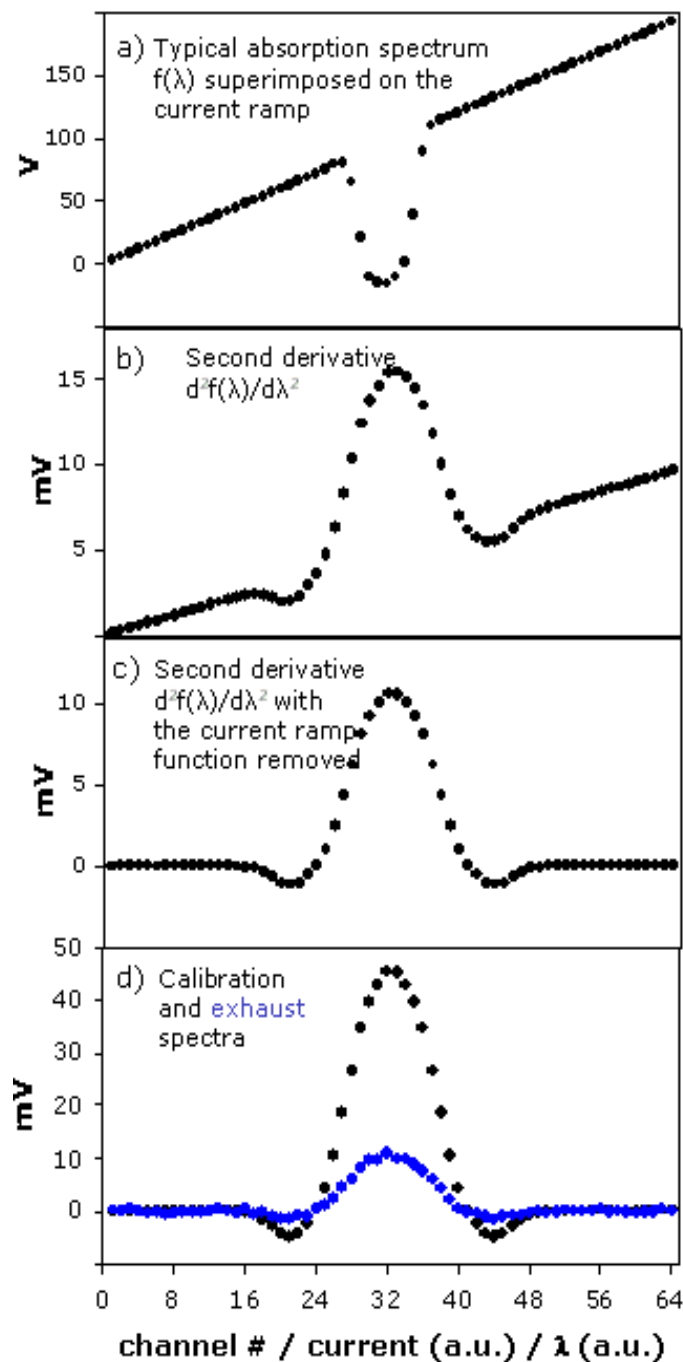 a) Typical absorption spectrum
f(λ) superimposed on the
current ramp
150
100
50
0
V
b) Second derivative
d²f(λ)/dλ²
15
10
5
mV
c) Second derivative
d²f(λ)/dλ² with
the current ramp
function removed
10
5
0
mV
d) Calibration
and exhaust
spectra
50
40
30
20
10
0
mV
0 8 16 24 32 40 48 56 64
channel # / current (a.u.) / λ (a.u.)